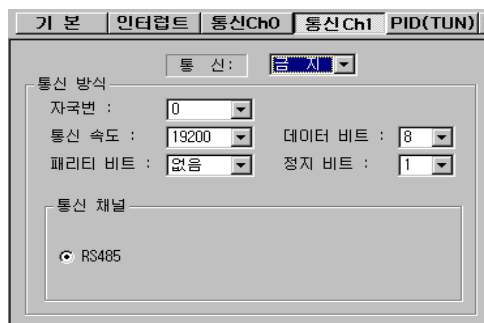 기 본 인터럽트 통신Ch0 통신Ch1 PID(TUN)
통 신: 금 지
통신 방식
자국번 : 0
통신 속도 : 19200 데이터 비트 : 8
패리티 비트 : 없음 정지 비트 : 1
통신 채널
RS485